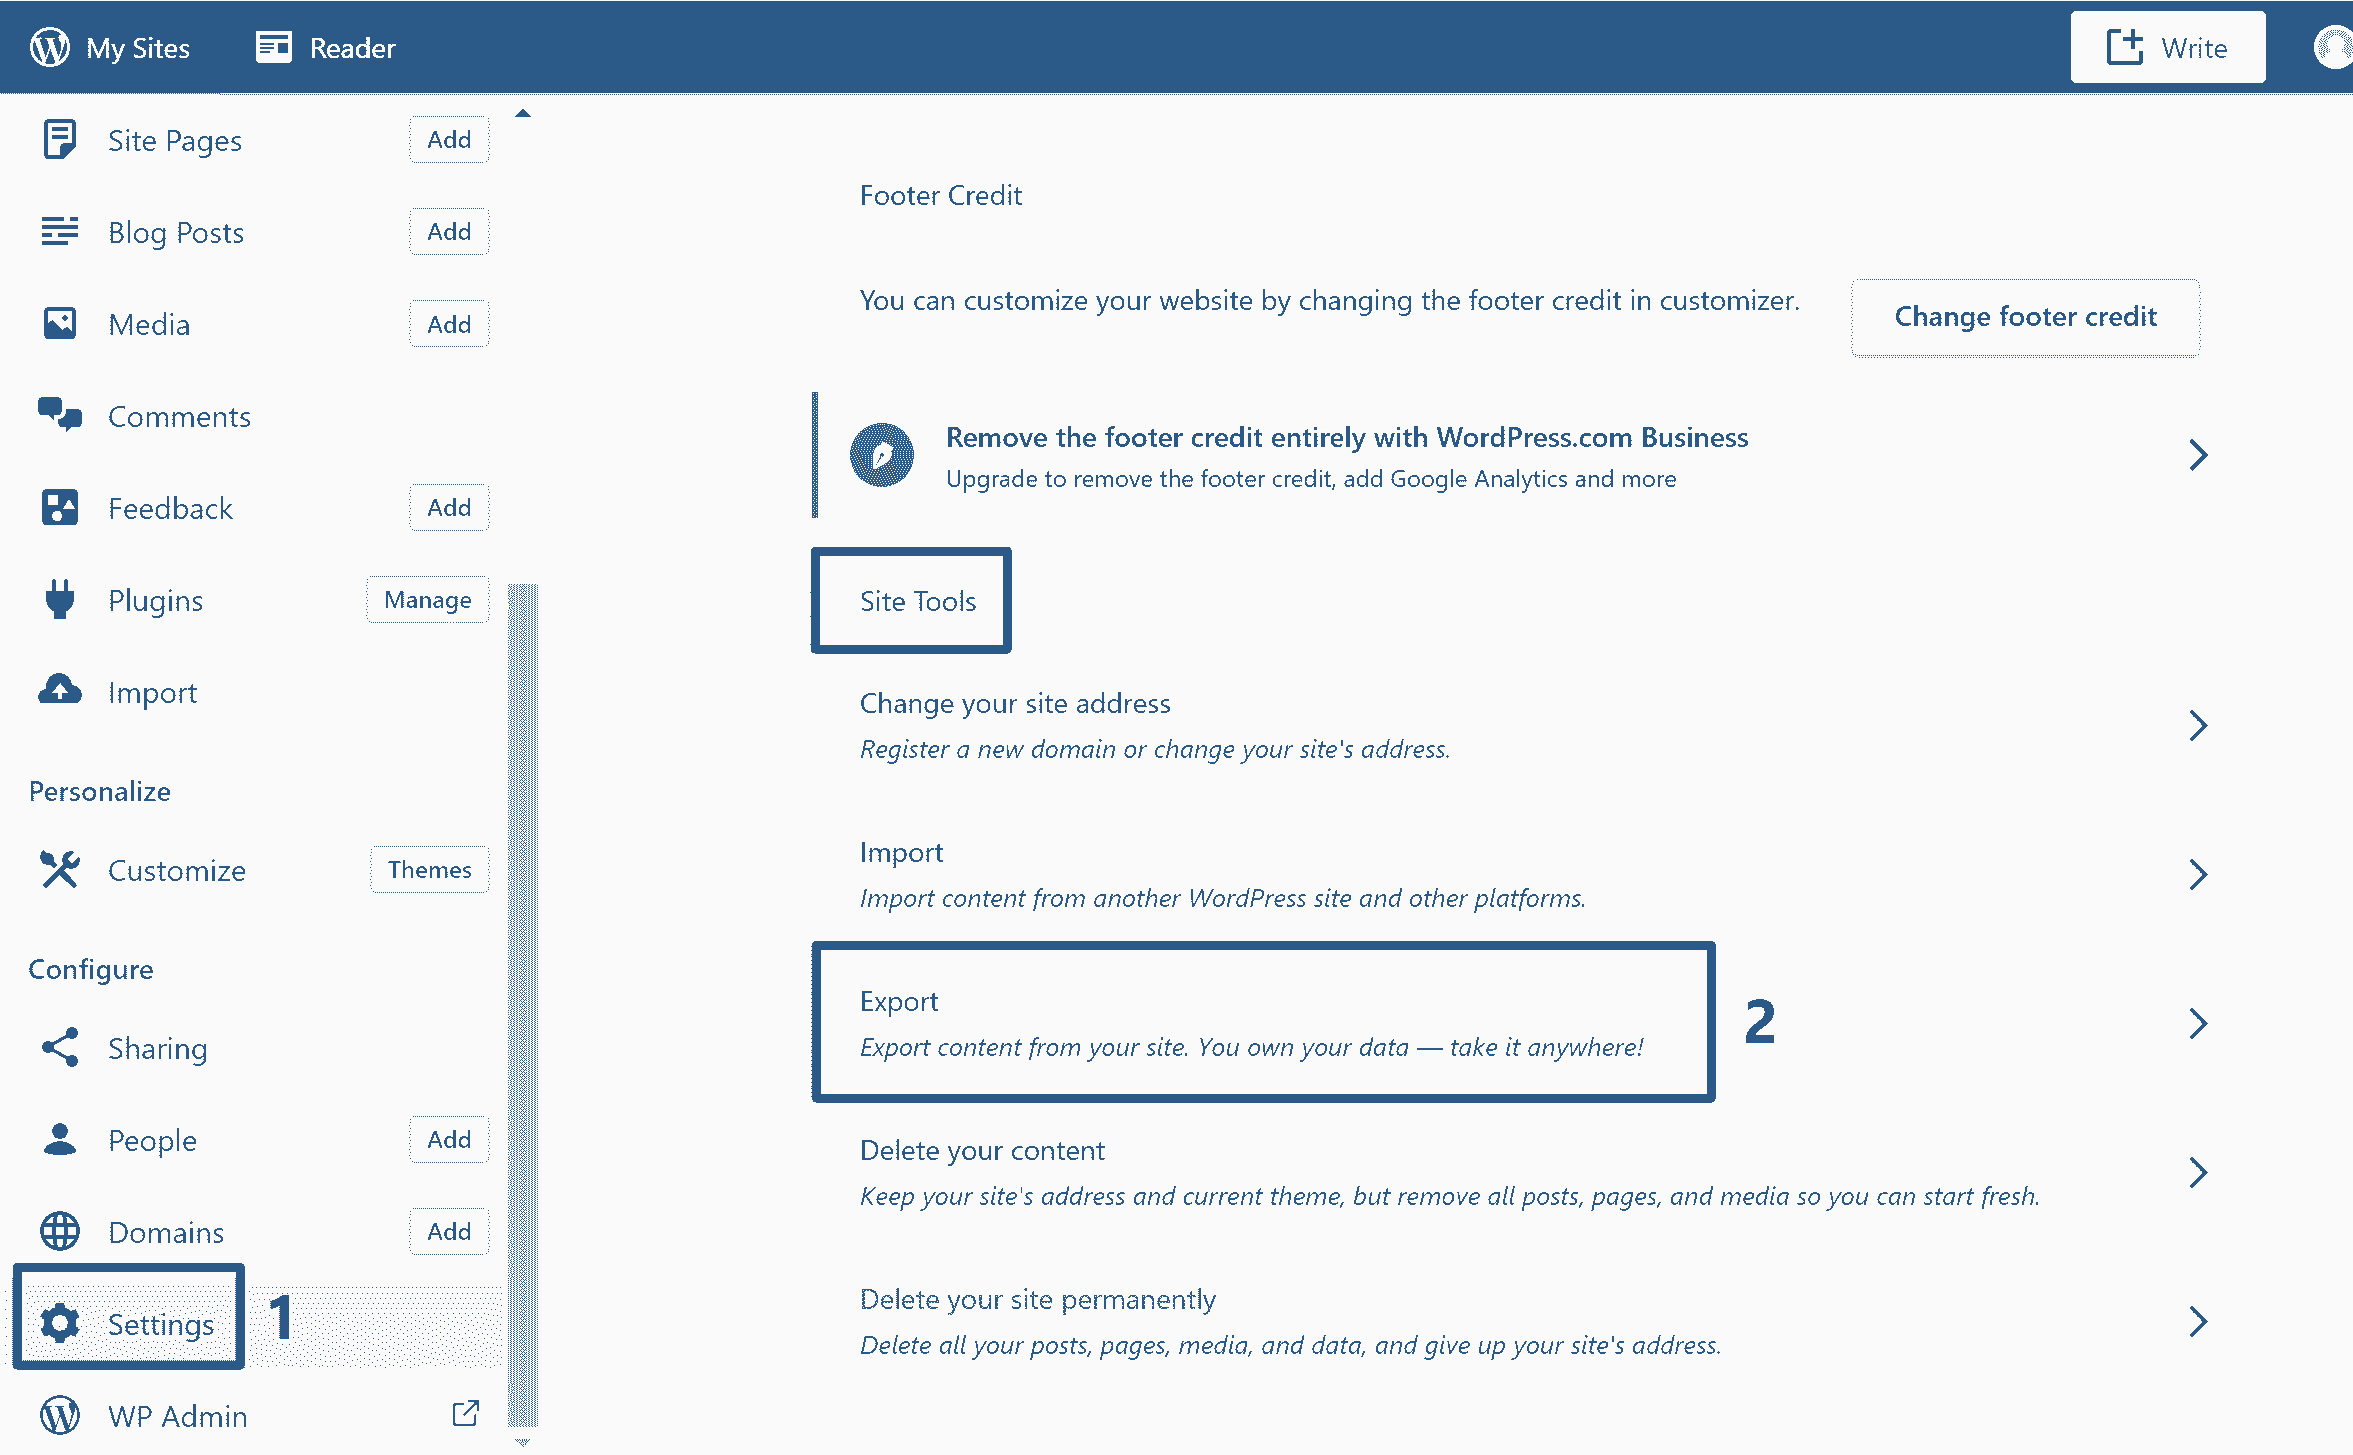 My Sites
Reader
Write
Site Pages
Add
Blog Posts
Add
Media
Add
Comments
Feedback
Add
Plugins
Manage
Import
Personalize
Customize
Themes
Configure
Sharing
People
Add
Domains
Add
Settings
1
WP Admin
Footer Credit
You can customize your website by changing the footer credit in customizer.
Change footer credit
Remove the footer credit entirely with WordPress.com Business
Upgrade to remove the footer credit, add Google Analytics and more
Site Tools
Change your site address
Register a new domain or change your site's address.
Import
Import content from another WordPress site and other platforms.
Export
Export content from your site. You own your data — take it anywhere!
2
Delete your content
Keep your site's address and current theme, but remove all posts, pages, and media so you can start fresh.
Delete your site permanently
Delete all your posts, pages, media, and data, and give up your site's address.